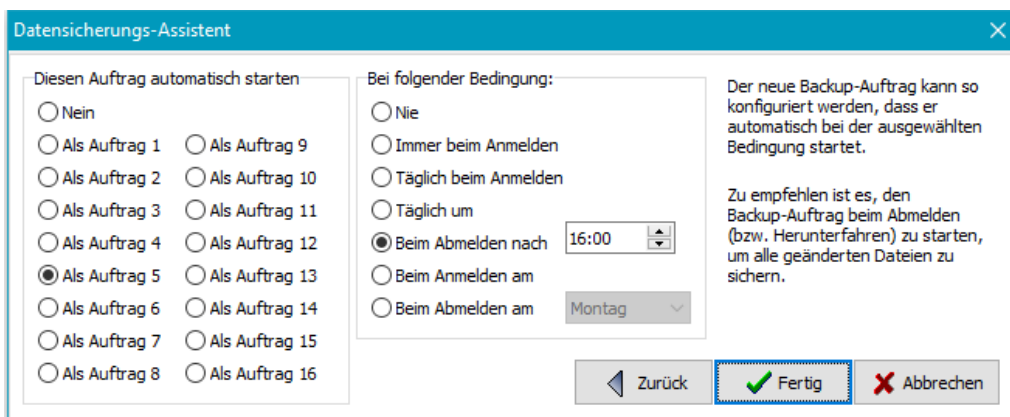 Datensicherungs-Assistent
Diesen Auftrag automatisch starten
Nein
Als Auftrag 1 Als Auftrag 9
Als Auftrag 2 Als Auftrag 10
Als Auftrag 3 Als Auftrag 11
Als Auftrag 4 Als Auftrag 12
Als Auftrag 5 Als Auftrag 13
Als Auftrag 6 Als Auftrag 14
Als Auftrag 7 Als Auftrag 15
Als Auftrag 8 Als Auftrag 16
Bei folgender Bedingung:
Nie
Immer beim Anmelden
Täglich beim Anmelden
Täglich um
Beim Abmelden nach 16:00
Beim Anmelden am
Beim Abmelden am Montag
Der neue Backup-Auftrag kann so
konfiguriert werden, dass er
automatisch bei der ausgewählten
Bedingung startet.
Zu empfehlen ist es, den
Backup-Auftrag beim Abmelden
(bzw. Herunterfahren) zu starten,
um alle geänderten Dateien zu
sichern.
Zurück Fertig Abbrechen